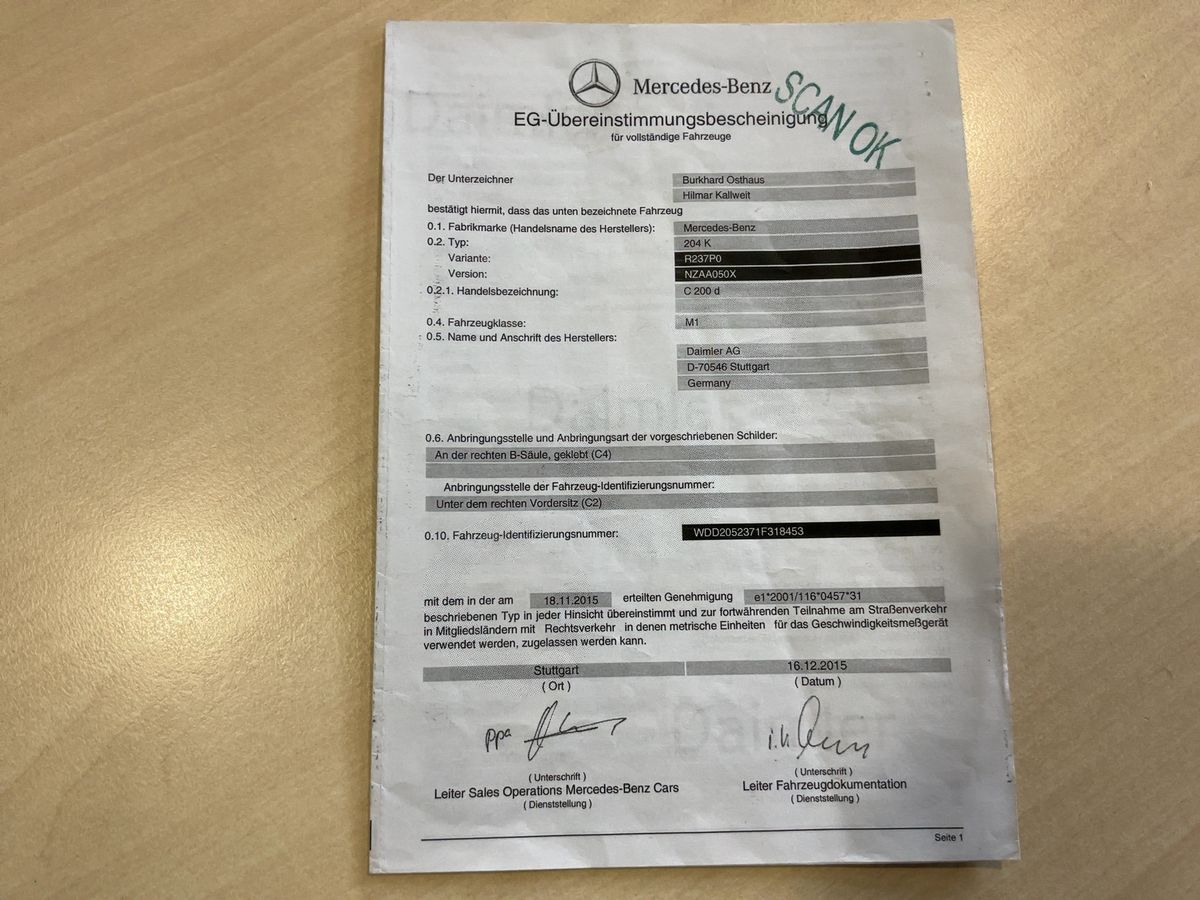 Mercedes-Benz
SCAN OK
EG-Übereinstimmungsbescheinigung
für vollständige Fahrzeuge
Der Unterzeichner Burkhard Osthaus
Hilmar Kallweit
bestätigt hiermit, dass das unten bezeichnete Fahrzeug
0.1. Fabrikmarke (Handelsname des Herstellers): Mercedes-Benz
0.2. Typ: 204 K
Variante: R237P0
Version: NZAA050X
0.2.1. Handelsbezeichnung: C 200 d
0.4. Fahrzeugklasse: M1
0.5. Name und Anschrift des Herstellers:
Daimler AG
D-70546 Stuttgart
Germany
0.6. Anbringungsstelle und Anbringungsart der vorgeschriebenen Schilder:
An der rechten B-Säule, geklebt (C4)
Anbringungsstelle der Fahrzeug-Identifizierungsnummer:
Unter dem rechten Vordersitz (C2)
0.10. Fahrzeug-Identifizierungsnummer: WDD2052371F318453
mit dem in der am 18.11.2015 erteilten Genehmigung e1*2001/116*0457*31
beschriebenen Typ in jeder Hinsicht übereinstimmt und zur fortwährenden Teilnahme am Straßenverkehr
in Mitgliedsländern mit Rechtsverkehr in denen metrische Einheiten für das Geschwindigkeitsmeßgerät
verwendet werden, zugelassen werden kann.
Stuttgart 16.12.2015
( Ort ) ( Datum )
ppa
( Unterschrift ) ( Unterschrift )
Leiter Sales Operations Mercedes-Benz Cars Leiter Fahrzeugdokumentation
( Dienststellung ) ( Dienststellung )
Seite 1